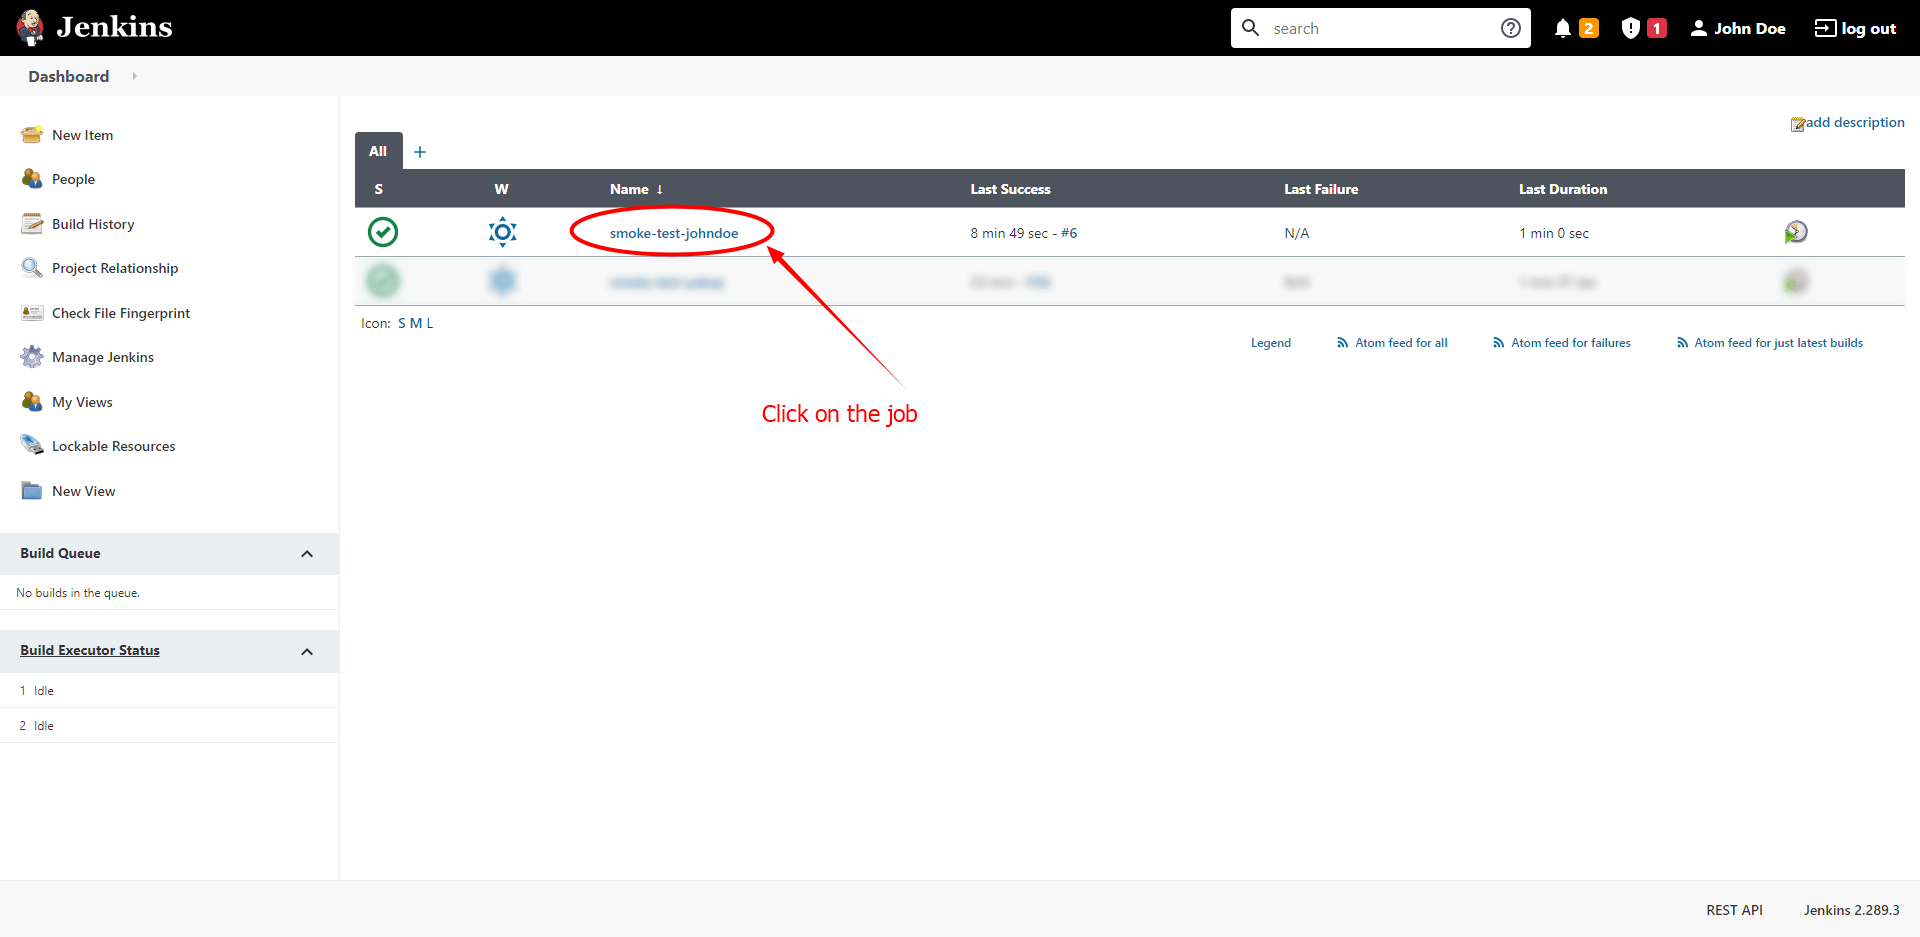 Jenkins
search
2
1
John Doe
log out
Dashboard
New Item
People
Build History
Project Relationship
Check File Fingerprint
Manage Jenkins
My Views
Lockable Resources
New View
Build Queue
No builds in the queue.
Build Executor Status
1 Idle
2 Idle
add description
All +
S W Name ↓ Last Success Last Failure Last Duration
smoke-test-johndoe 8 min 49 sec - #6 N/A 1 min 0 sec
Icon: S M L
Legend Atom feed for all Atom feed for failures Atom feed for just latest builds
Click on the job
REST API Jenkins 2.289.3